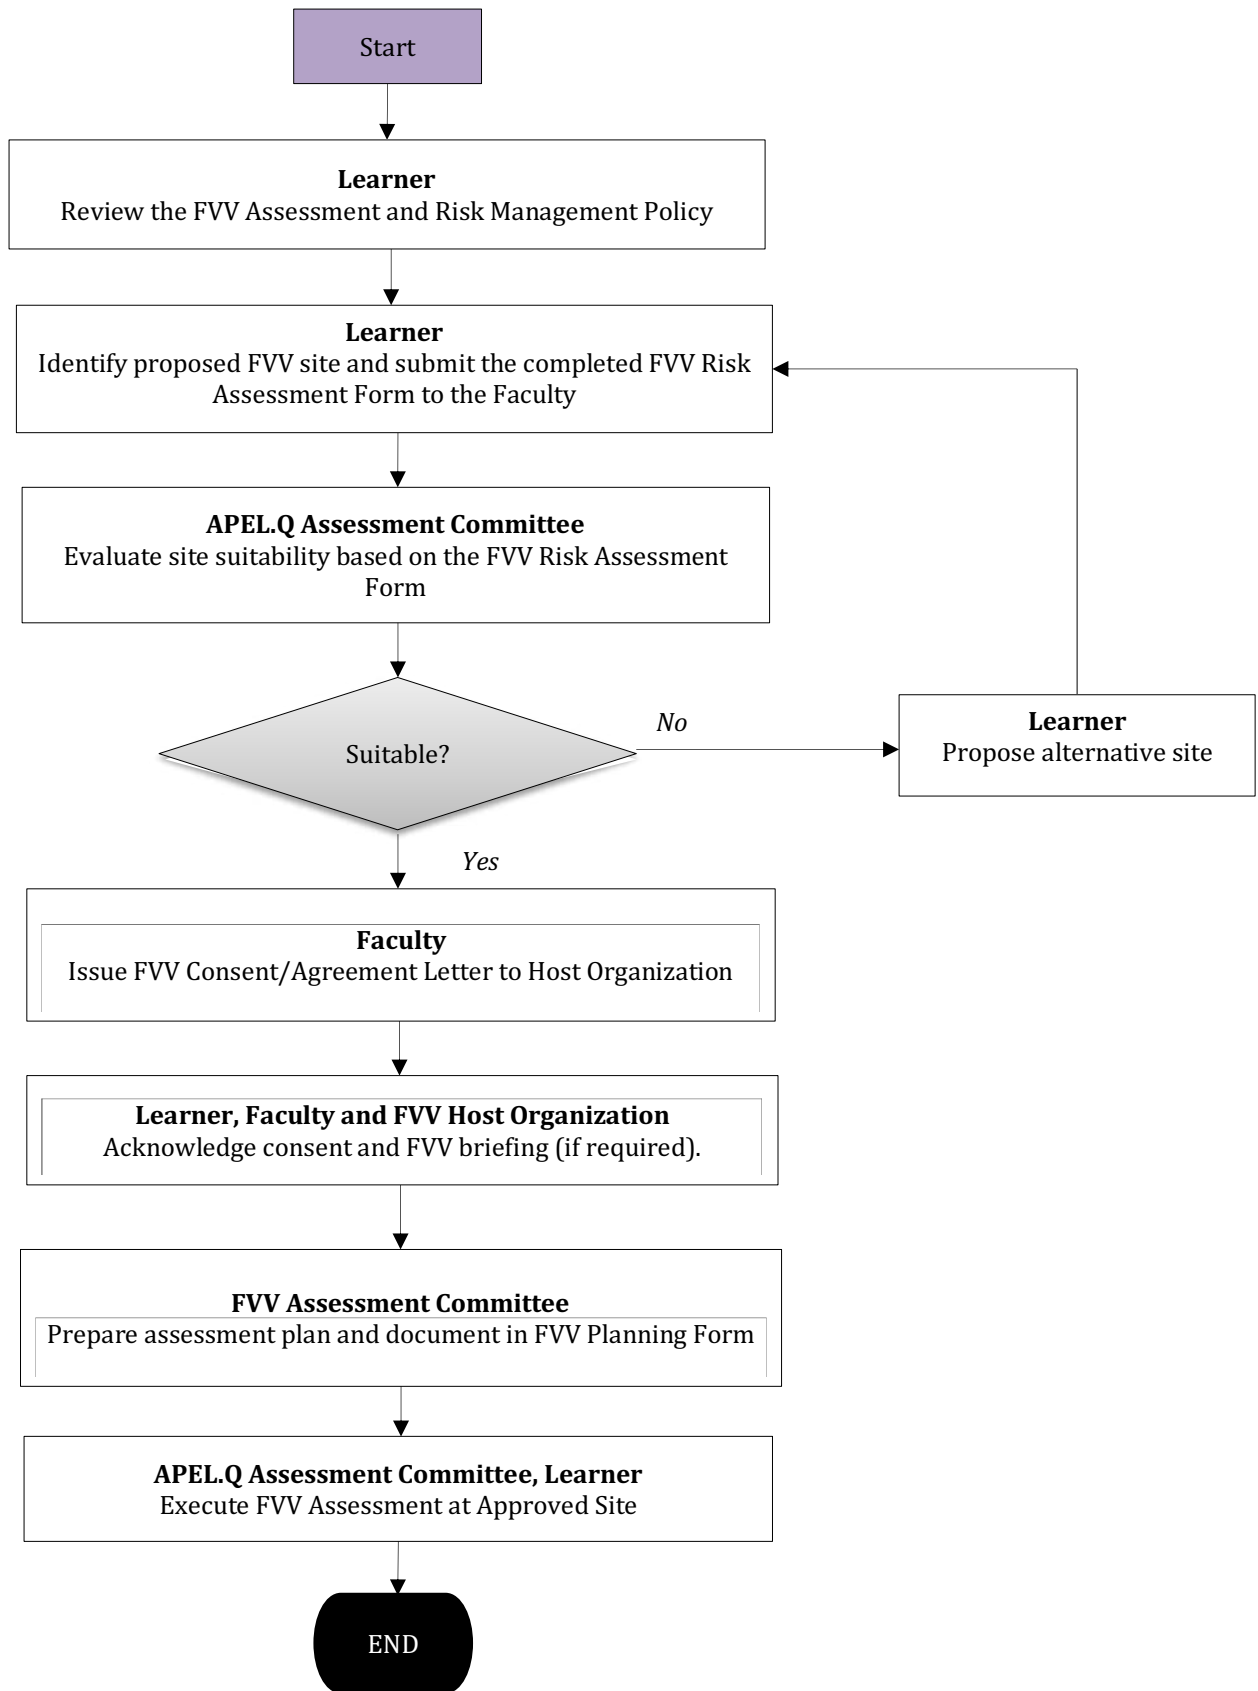 Start
Learner
Review the FVV Assessment and Risk Management Policy
Learner
Identify proposed FVV site and submit the completed FVV Risk
Assessment Form to the Faculty
APEL.Q Assessment Committee
Evaluate site suitability based on the FVV Risk Assessment
Form
Suitable?
No
Learner
Propose alternative site
Yes
Faculty
Issue FVV Consent/Agreement Letter to Host Organization
Learner, Faculty and FVV Host Organization
Acknowledge consent and FVV briefing (if required).
FVV Assessment Committee
Prepare assessment plan and document in FVV Planning Form
APEL.Q Assessment Committee, Learner
Execute FVV Assessment at Approved Site
END